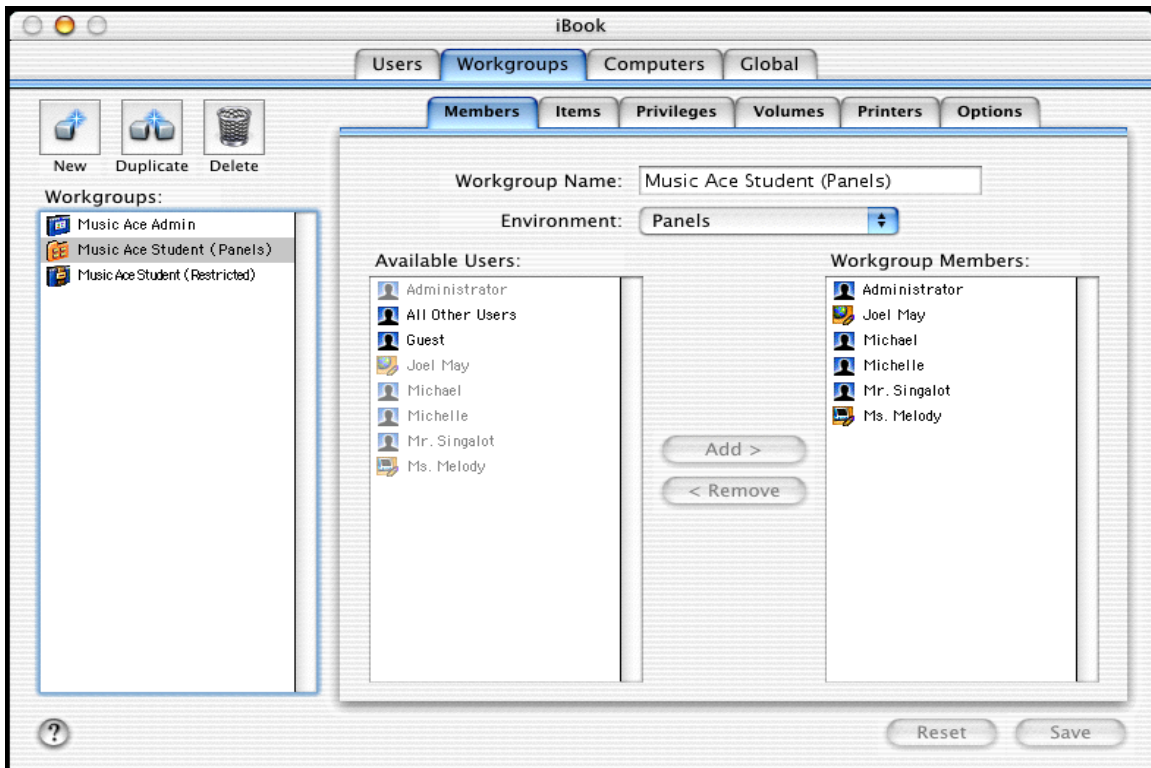 iBook
Users Workgroups Computers Global
Members Items Privileges Volumes Printers Options
New Duplicate Delete
Workgroups:
Music Ace Admin
Music Ace Student (Panels)
Music Ace Student (Restricted)
Workgroup Name: Music Ace Student (Panels)
Environment: Panels
Available Users:
Administrator
All Other Users
Guest
Joel May
Michael
Michelle
Mr. Singalot
Ms. Melody
Add >
< Remove
Workgroup Members:
Administrator
Joel May
Michael
Michelle
Mr. Singalot
Ms. Melody
?
Reset Save